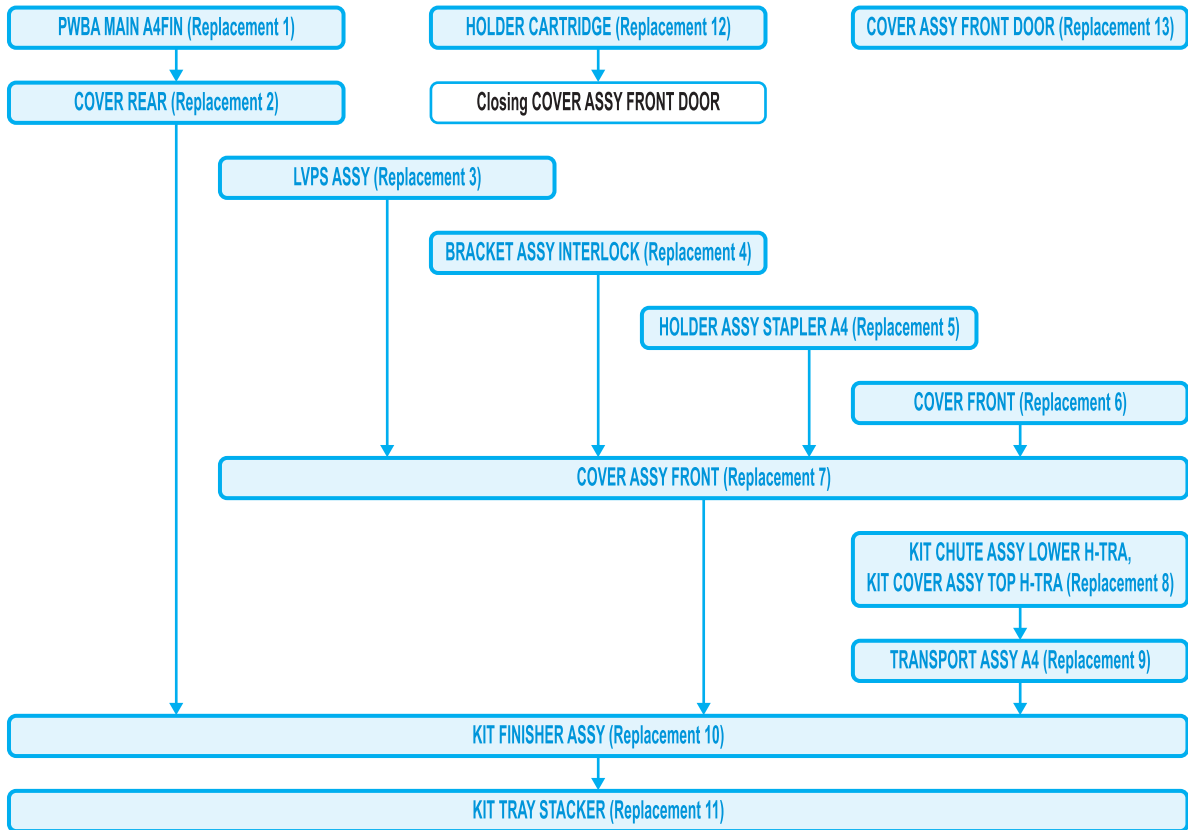 PWBA MAIN A4FIN (Replacement 1)
HOLDER CARTRIDGE (Replacement 12)
COVER ASSY FRONT DOOR (Replacement 13)
COVER REAR (Replacement 2)
Closing COVER ASSY FRONT DOOR
LVPS ASSY (Replacement 3)
BRACKET ASSY INTERLOCK (Replacement 4)
HOLDER ASSY STAPLER A4 (Replacement 5)
COVER FRONT (Replacement 6)
COVER ASSY FRONT (Replacement 7)
KIT CHUTE ASSY LOWER H-TRA,
KIT COVER ASSY TOP H-TRA (Replacement 8)
TRANSPORT ASSY A4 (Replacement 9)
KIT FINISHER ASSY (Replacement 10)
KIT TRAY STACKER (Replacement 11)